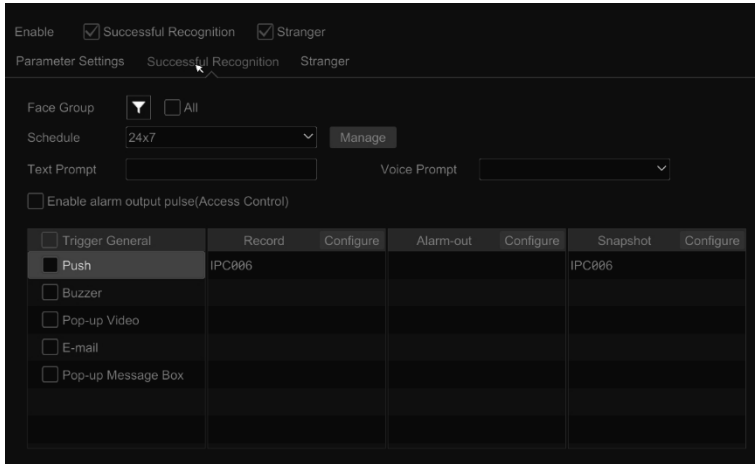 Enable Successful Recognition Stranger
Parameter Settings Successful Recognition Stranger
Face Group All
Schedule 24x7 Manage
Text Prompt Voice Prompt
Enable alarm output pulse(Access Control)
Trigger General Record Configure Alarm-out Configure Snapshot Configure
Push IPC006 IPC006
Buzzer
Pop-up Video
E-mail
Pop-up Message Box